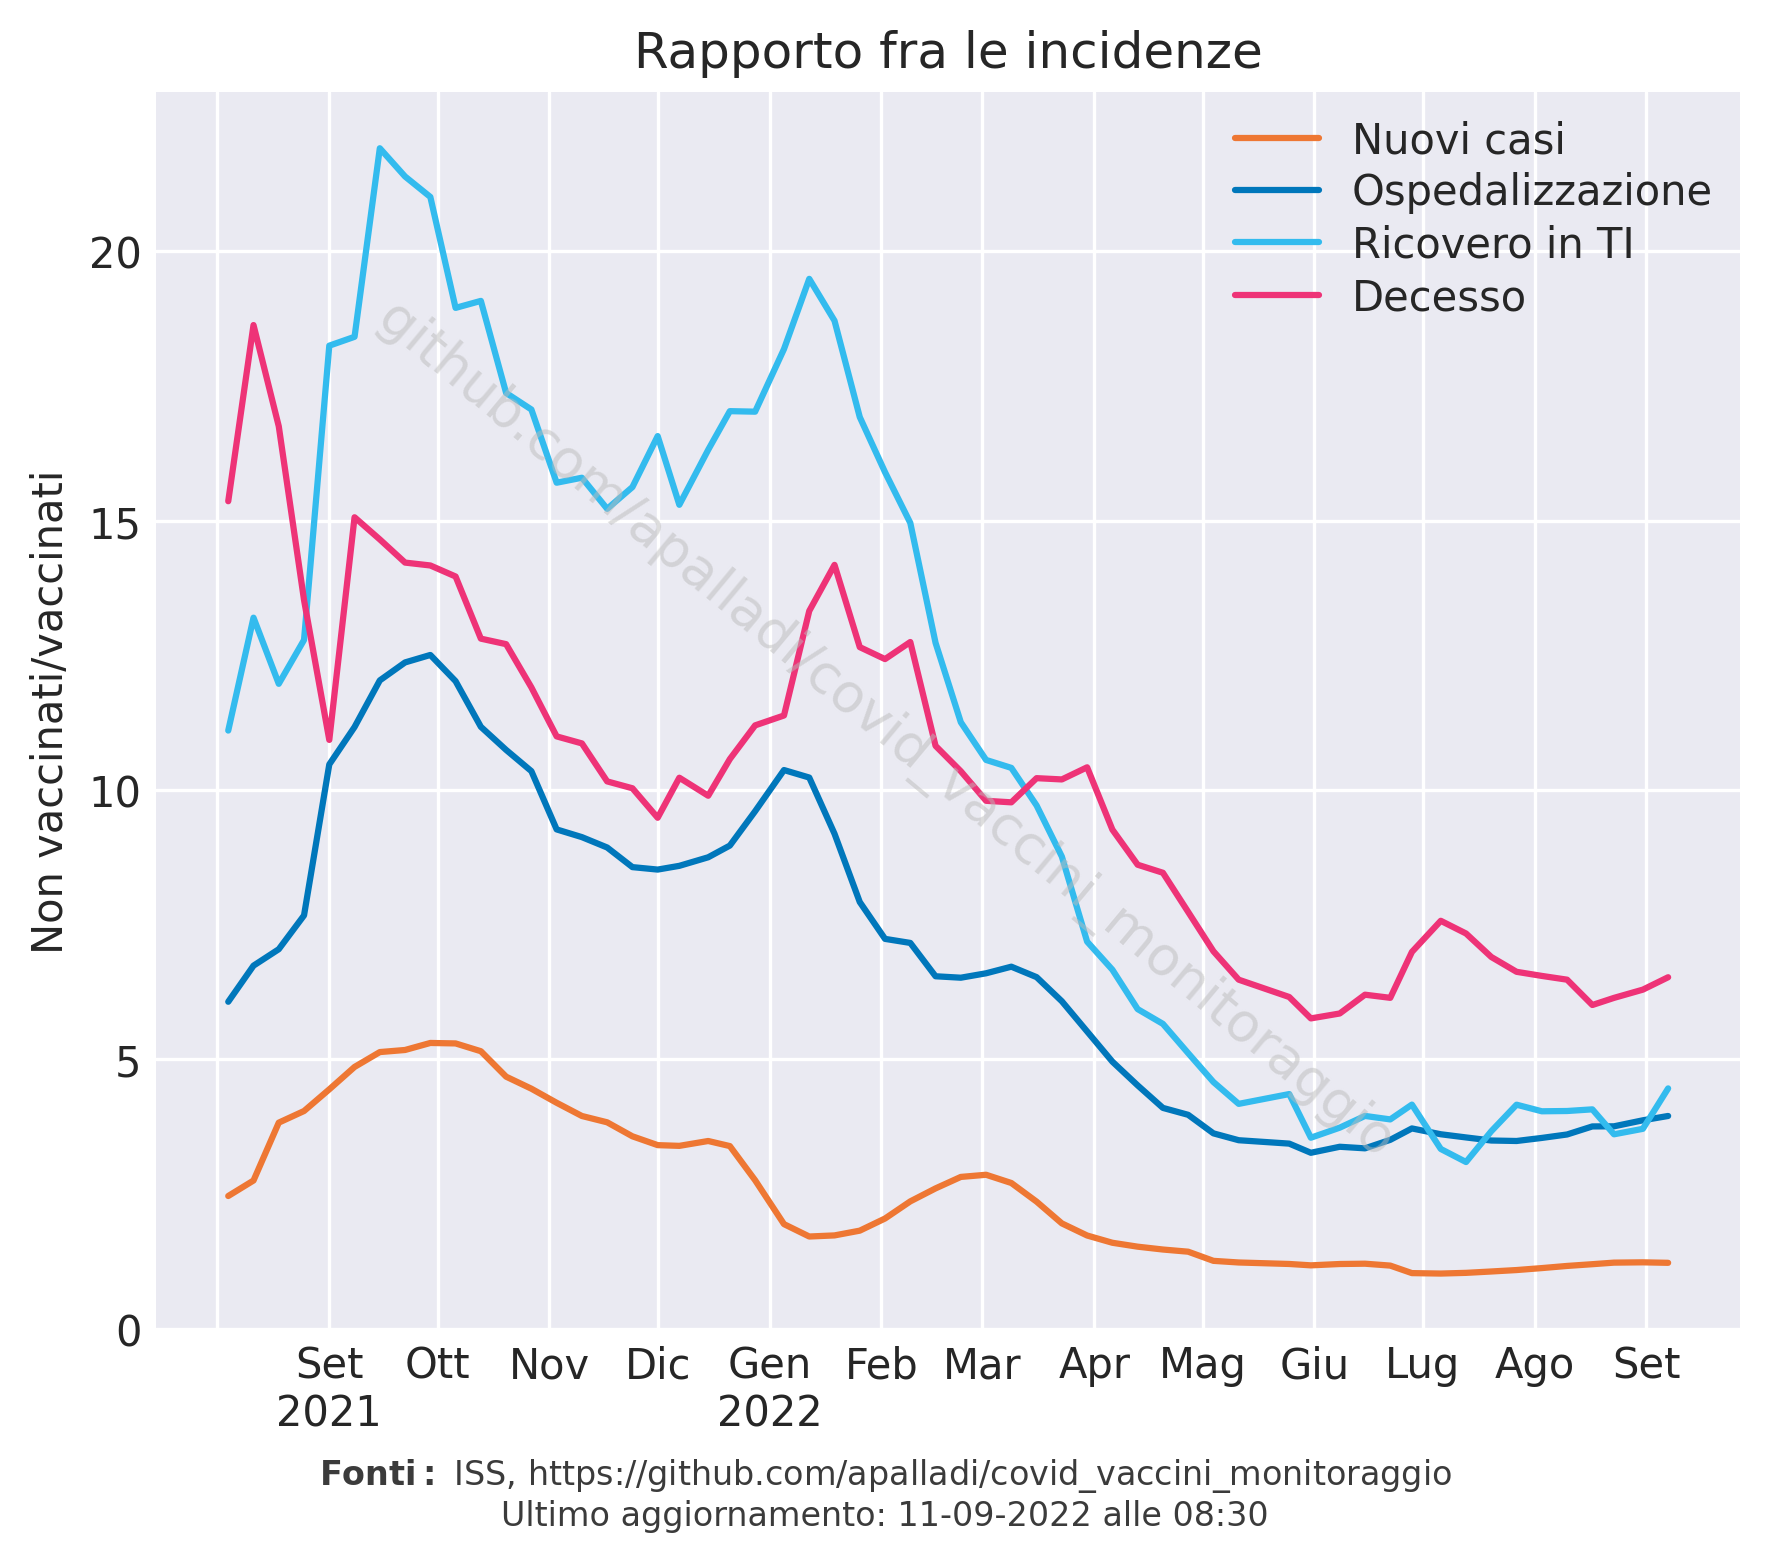 Rapporto fra le incidenze
Nuovi casi
Ospedalizzazione
Ricovero in TI
Decesso
Non vaccinati/vaccinati
20
15
10
5
0
github.com/apalladi/covid_vaccini_monitoraggio
Set Ott Nov Dic Gen Feb Mar Apr Mag Giu Lug Ago Set
2021 2022
Fonti: ISS, https://github.com/apalladi/covid_vaccini_monitoraggio
Ultimo aggiornamento: 11-09-2022 alle 08:30